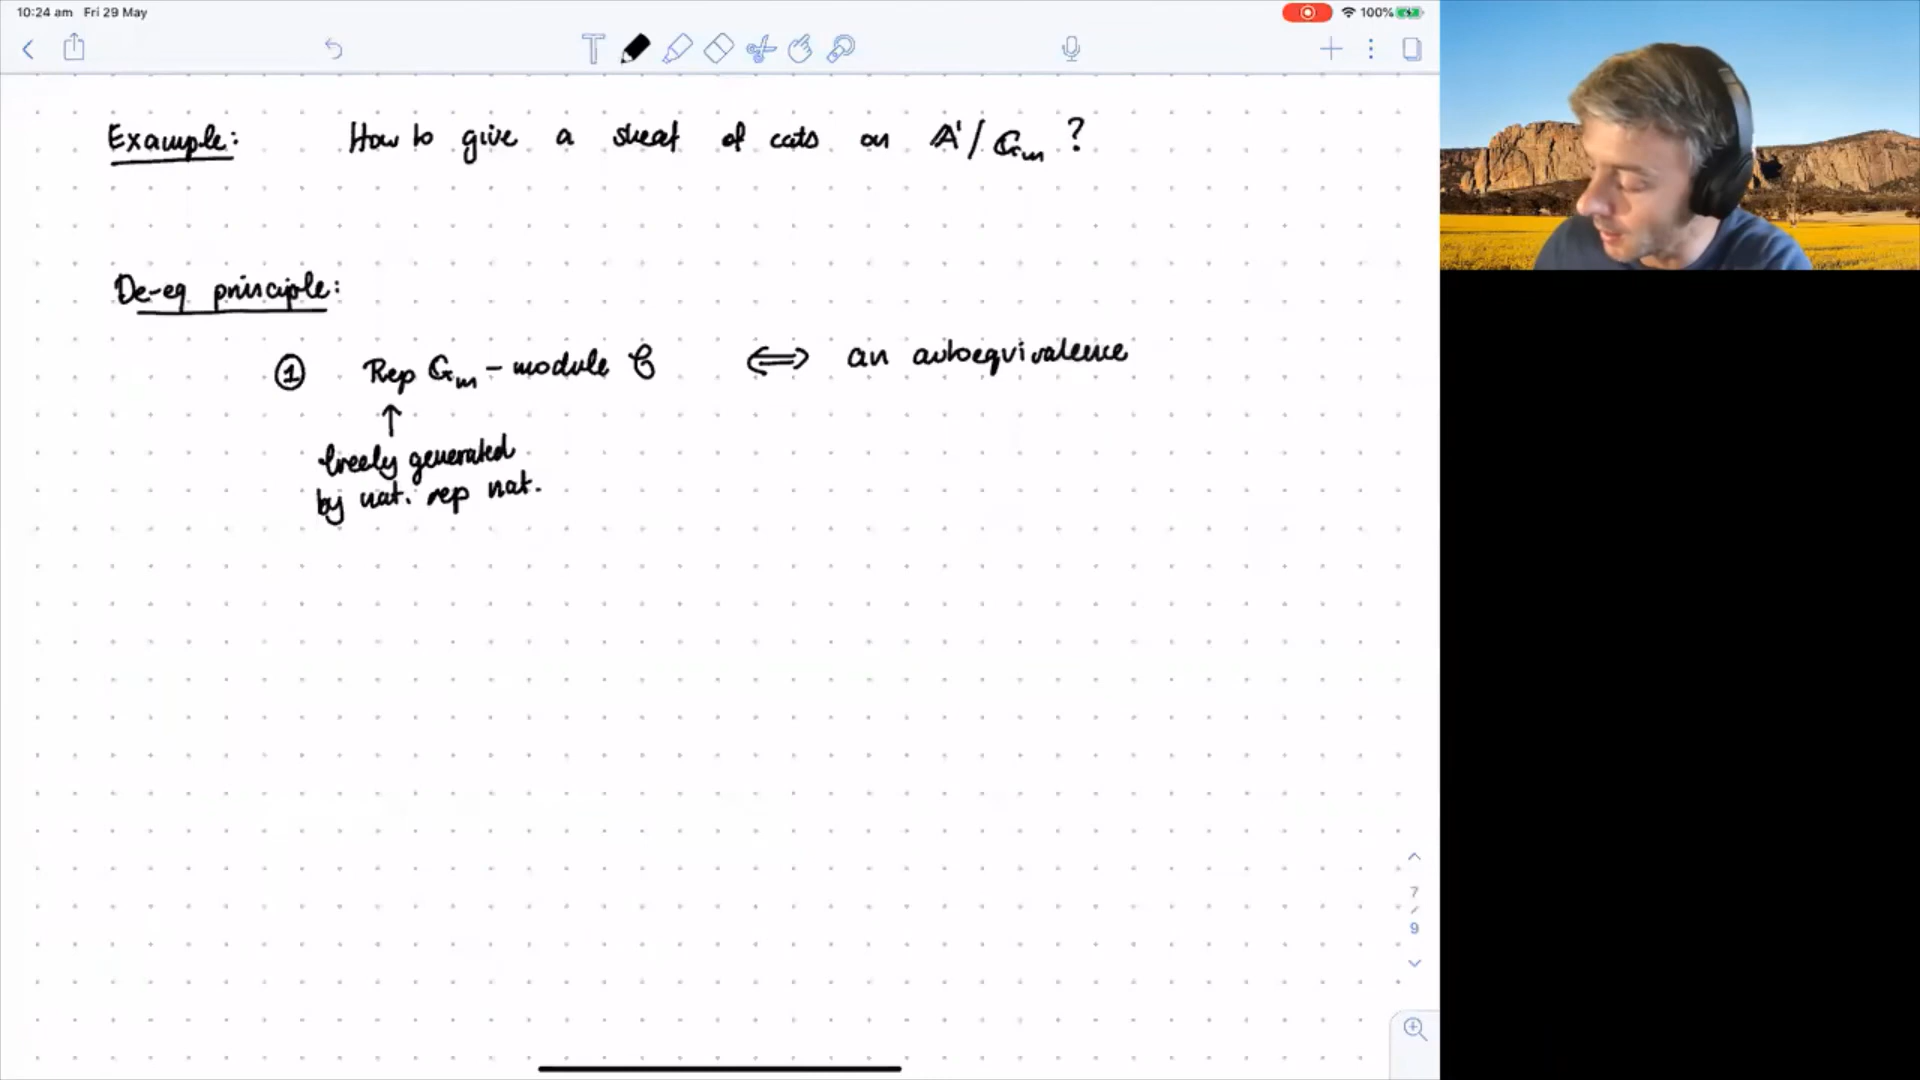 10:24 am Fri 29 May
100%
Example: How to give a sheaf of cats on 𝔸¹/𝔾ₘ ?
De-eq principle:
① Rep 𝔾ₘ - module 𝒞 ⟺ an autoequivalence
↑
freely generated
by nat. rep nat.
7
/
9